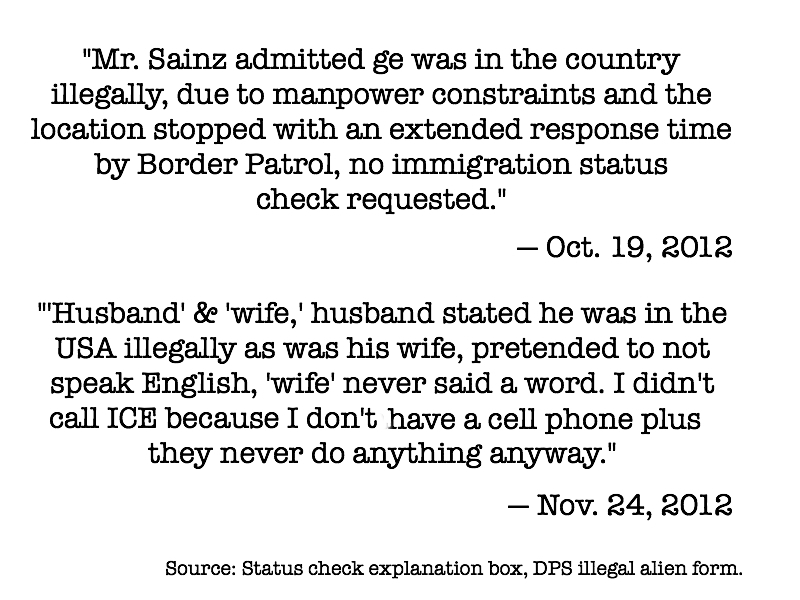 "Mr. Sainz admitted ge was in the country
illegally, due to manpower constraints and the
location stopped with an extended response time
by Border Patrol, no immigration status
check requested."
— Oct. 19, 2012
"'Husband' & 'wife,' husband stated he was in the
USA illegally as was his wife, pretended to not
speak English, 'wife' never said a word. I didn't
call ICE because I don't have a cell phone plus
they never do anything anyway."
— Nov. 24, 2012
Source: Status check explanation box, DPS illegal alien form.